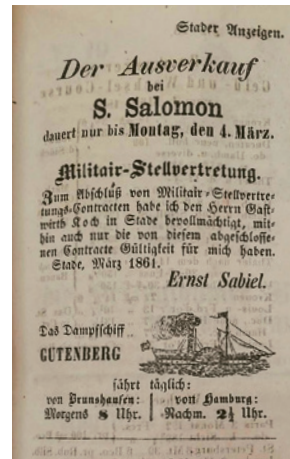 Stader Anzeigen.
Der Ausverkauf
bei
S. Salomon
dauert nur bis Montag, den 4. März.
Militair-Stellvertretung.
Zum Abschluß von Militair-Stellvertre-
tungs-Contracten habe ich den Herrn Gast-
wirth Koch in Stade bevollmächtigt, mit-
hin auch nur die von diesem abgeschlosse-
nen Contracte Gültigkeit für mich haben.
Stade, März 1861.
Ernst Sabiel.
Das Dampfschiff
GUTENBERG
fährt täglich:
von Brunshausen: von Hamburg:
Morgens 8 Uhr. Nachm. 2½ Uhr.